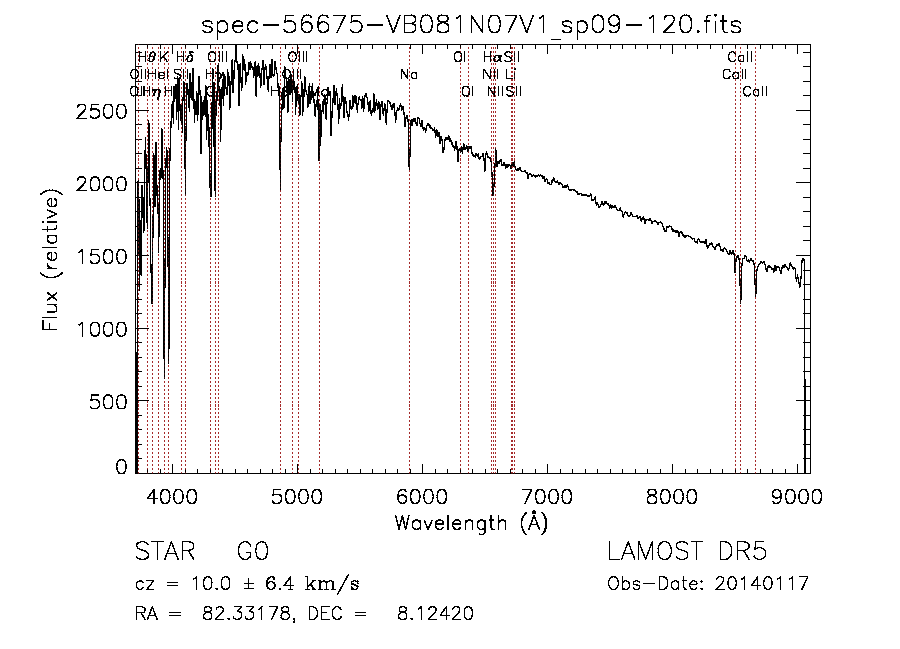 spec-56675-VB081N07V1_sp09-120.fits
Hθ K Hδ OIII OIII OI Hα SII CaII
OII HeI SII Hγ OIII Na NII Li CaII
OI NII SII CaII
2500
2000
1500
1000
500
0
Flux (relative)
4000 5000 6000 7000 8000 9000
Wavelength (Å)
STAR G0 LAMOST DR5
cz = 10.0 ± 6.4 km/s Obs-Date: 20140117
RA = 82.33178, DEC = 8.12420